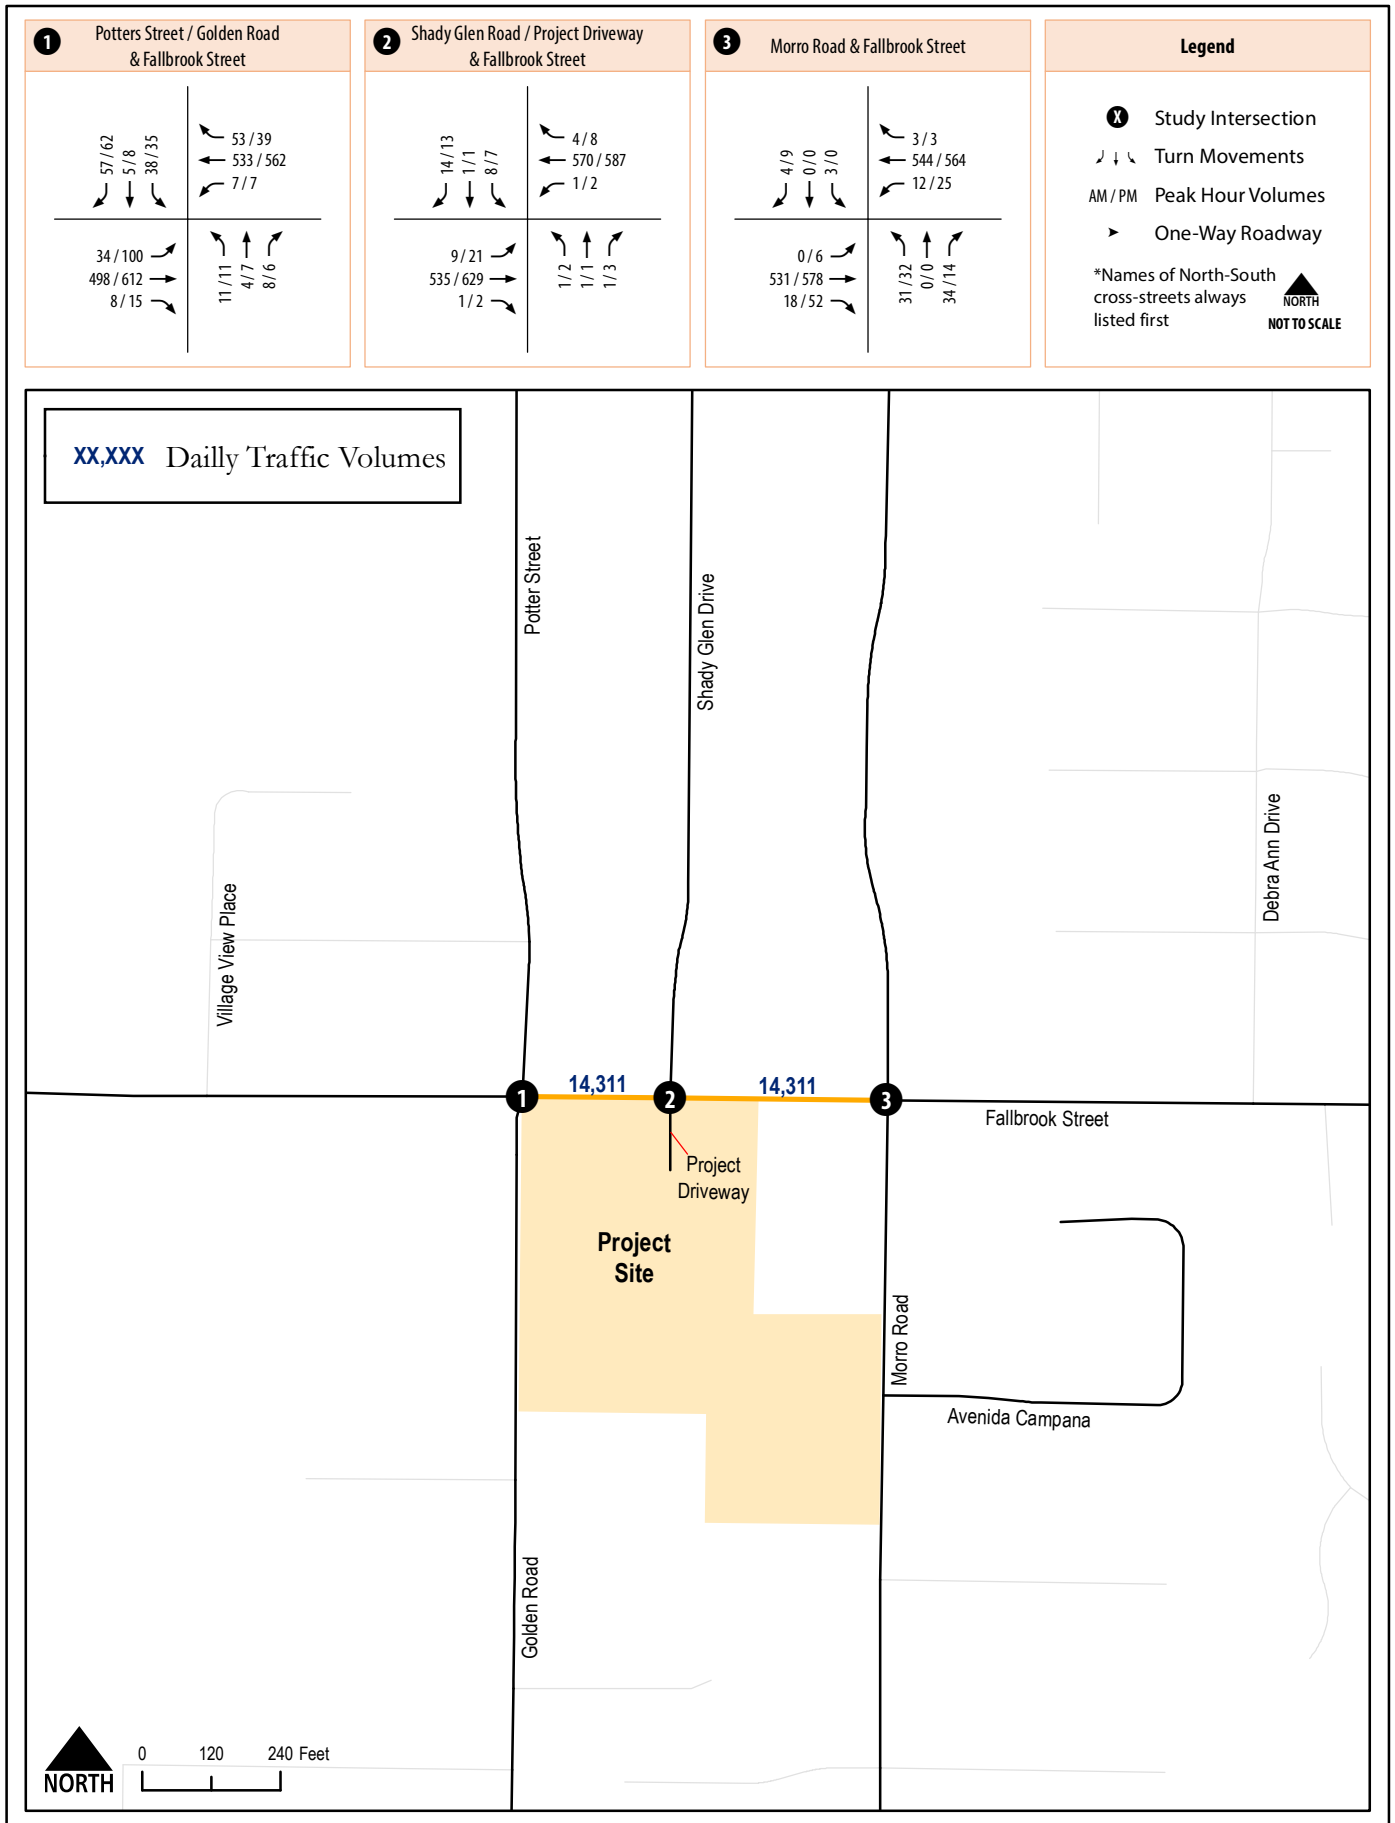 1
Potters Street / Golden Road
& Fallbrook Street
57 / 62
5 / 8
38 / 35
53 / 39
533 / 562
7 / 7
34 / 100
498 / 612
8 / 15
11 / 11
4 / 7
8 / 6
2
Shady Glen Road / Project Driveway
& Fallbrook Street
14 / 13
1 / 1
8 / 7
4 / 8
570 / 587
1 / 2
9 / 21
535 / 629
1 / 2
1 / 2
1 / 1
1 / 3
3
Morro Road & Fallbrook Street
4 / 9
0 / 0
3 / 0
3 / 3
544 / 564
12 / 25
0 / 6
531 / 578
18 / 52
31 / 32
0 / 0
34 / 14
Legend
X Study Intersection
Turn Movements
AM / PM Peak Hour Volumes
One-Way Roadway
*Names of North-South
cross-streets always
listed first
NORTH
NOT TO SCALE
XX,XXX Dailly Traffic Volumes
Potter Street
Shady Glen Drive
Village View Place
Debra Ann Drive
1
14,311
2
14,311
3
Fallbrook Street
Project
Driveway
Project
Site
Morro Road
Avenida Campana
Golden Road
NORTH
0 120 240 Feet